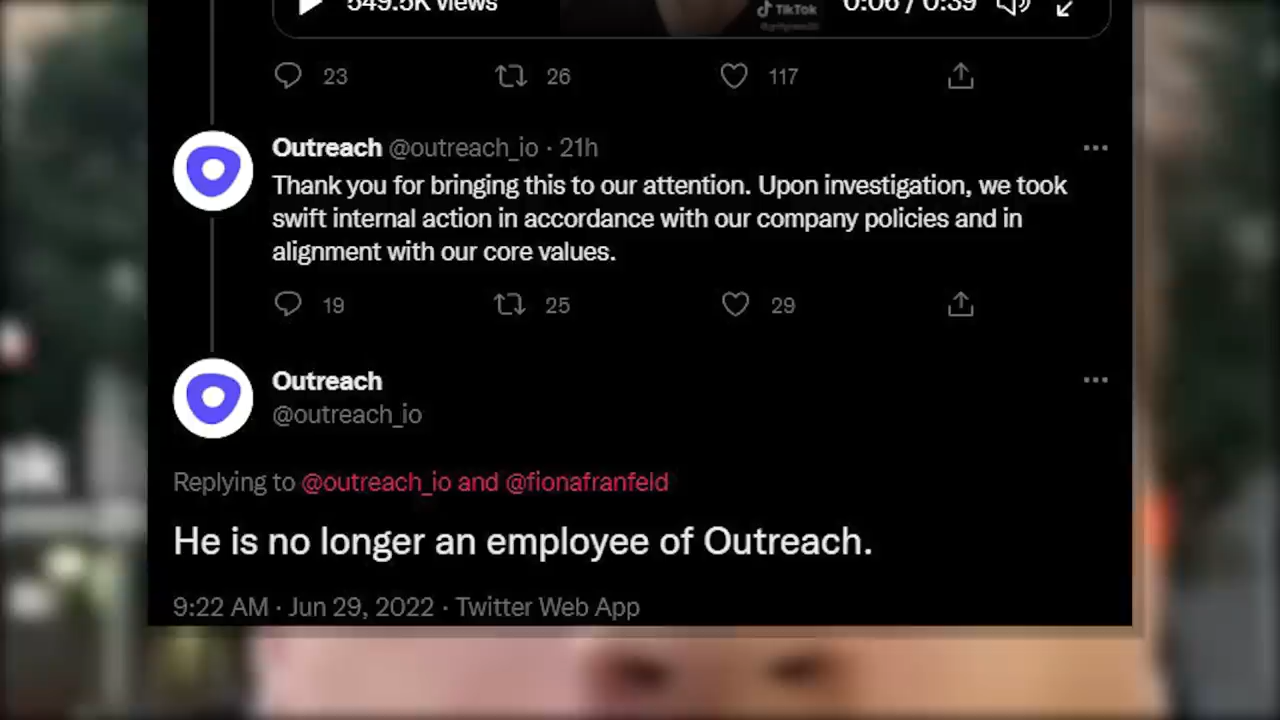 549.5K views
TikTok
0:06 / 0:39
23 26 117
Outreach @outreach_io · 21h
Thank you for bringing this to our attention. Upon investigation, we took
swift internal action in accordance with our company policies and in
alignment with our core values.
19 25 29
Outreach
@outreach_io
Replying to @outreach_io and @fionafranfeld
He is no longer an employee of Outreach.
9:22 AM · Jun 29, 2022 · Twitter Web App